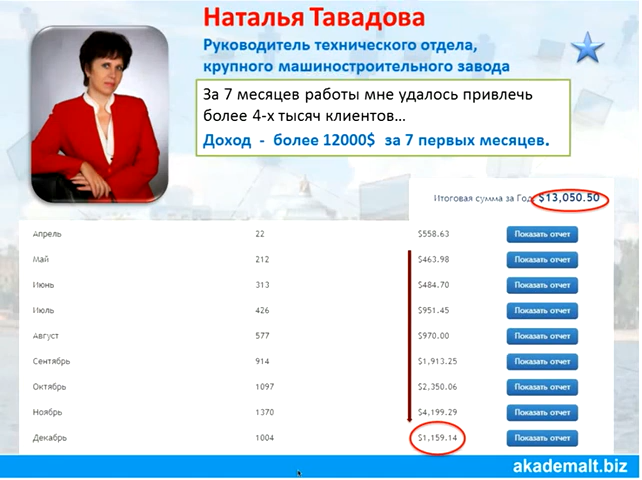 Наталья Тавадова
Руководитель технического отдела,
крупного машиностроительного завода
За 7 месяцев работы мне удалось привлечь
более 4-х тысяч клиентов...
Доход - более 12000$ за 7 первых месяцев.
Итоговая сумма за Год: $13,050.50
Апрель 22 $558.63 Показать отчет
Май 212 $463.98 Показать отчет
Июнь 313 $484.70 Показать отчет
Июль 426 $951.45 Показать отчет
Август 577 $970.00 Показать отчет
Сентябрь 914 $1,913.25 Показать отчет
Октябрь 1097 $2,350.06 Показать отчет
Ноябрь 1370 $4,199.29 Показать отчет
Декабрь 1004 $1,159.14 Показать отчет
akademalt.biz